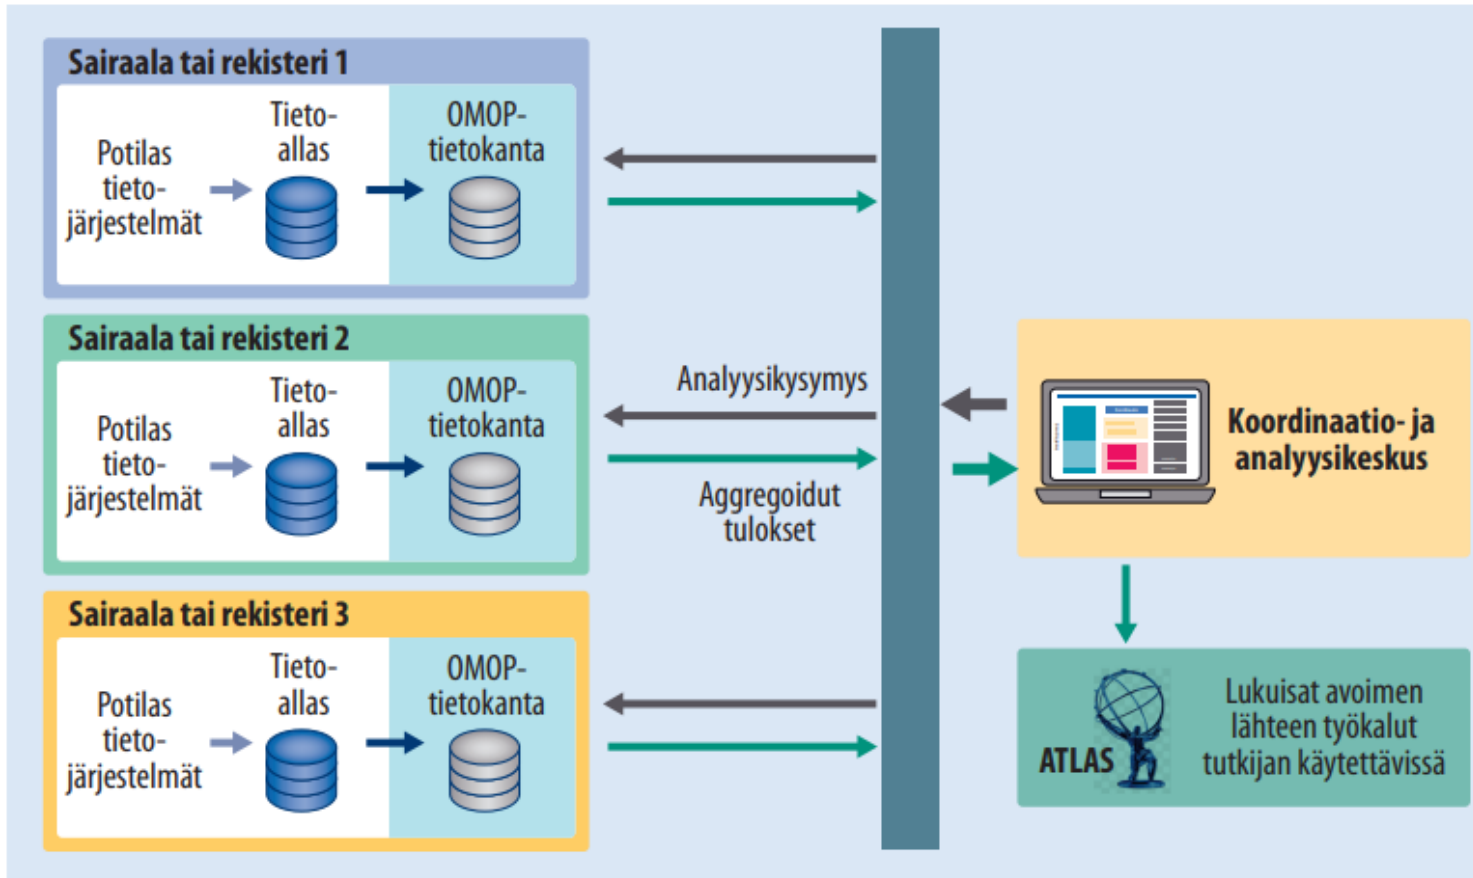 Sairaala tai rekisteri 1
Potilas
tieto-
järjestelmät
Tieto-
allas
OMOP-
tietokanta
Sairaala tai rekisteri 2
Potilas
tieto-
järjestelmät
Tieto-
allas
OMOP-
tietokanta
Sairaala tai rekisteri 3
Potilas
tieto-
järjestelmät
Tieto-
allas
OMOP-
tietokanta
Analyysikysymys
Aggregoidut
tulokset
Koordinaatio- ja
analyysikeskus
ATLAS
Lukuisat avoimen
lähteen työkalut
tutkijan käytettävissä